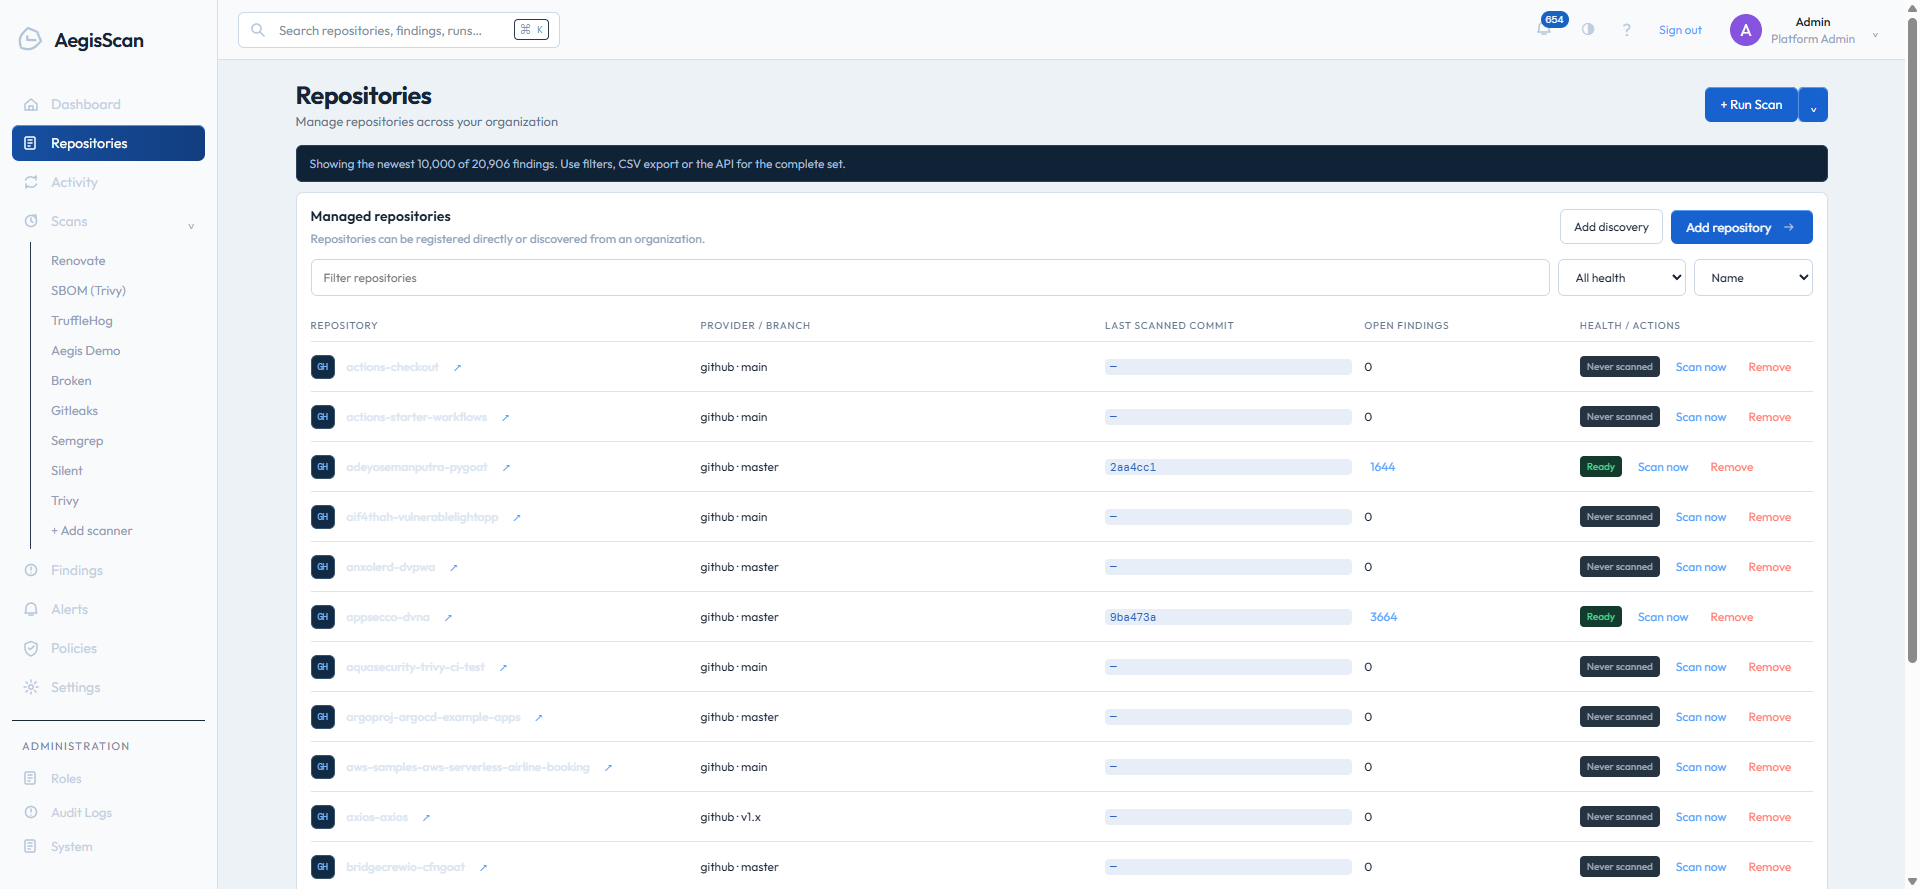 AegisScan
Search repositories, findings, runs...
⌘ K
654
?
Sign out
A
Admin
Platform Admin
Dashboard
Repositories
Activity
Scans
Renovate
SBOM (Trivy)
TruffleHog
Aegis Demo
Broken
Gitleaks
Semgrep
Silent
Trivy
+ Add scanner
Findings
Alerts
Policies
Settings
ADMINISTRATION
Roles
Audit Logs
System
Repositories
Manage repositories across your organization
+ Run Scan
Showing the newest 10,000 of 20,906 findings. Use filters, CSV export or the API for the complete set.
Managed repositories
Repositories can be registered directly or discovered from an organization.
Add discovery
Add repository →
Filter repositories
All health
Name
REPOSITORY PROVIDER / BRANCH LAST SCANNED COMMIT OPEN FINDINGS HEALTH / ACTIONS
GH actions-checkout ↗ github · main — 0 Never scanned Scan now Remove
GH actions-starter-workflows ↗ github · main — 0 Never scanned Scan now Remove
GH adeyosemanputra-pygoat ↗ github · master 2aa4cc1 1644 Ready Scan now Remove
GH aif4thah-vulnerablelightapp ↗ github · main — 0 Never scanned Scan now Remove
GH anxolerd-dvpwa ↗ github · master — 0 Never scanned Scan now Remove
GH appsecco-dvna ↗ github · master 9ba473a 3664 Ready Scan now Remove
GH aquasecurity-trivy-ci-test ↗ github · main — 0 Never scanned Scan now Remove
GH argoproj-argocd-example-apps ↗ github · master — 0 Never scanned Scan now Remove
GH aws-samples-aws-serverless-airline-booking ↗ github · main — 0 Never scanned Scan now Remove
GH axios-axios ↗ github · v1.x — 0 Never scanned Scan now Remove
GH bridgecrewio-cfngoat ↗ github · master — 0 Never scanned Scan now Remove